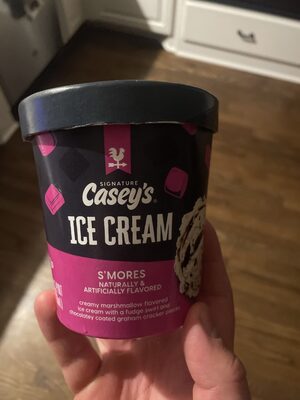 SIGNATURE
Casey's
ICE CREAM
S'MORES
NATURALLY &
ARTIFICIALLY FLAVORED
creamy marshmallow flavored
ice cream with a fudge swirl and
chocolatey coated graham cracker pieces